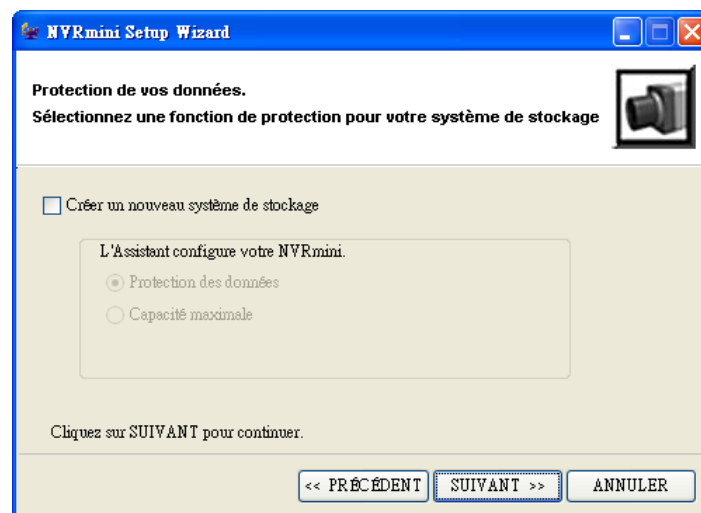 NVRmini Setup Wizard
Protection de vos données.
Sélectionnez une fonction de protection pour votre système de stockage
Créer un nouveau système de stockage
L'Assistant configure votre NVRmini.
Protection des données
Capacité maximale
Cliquez sur SUIVANT pour continuer.
<< PRÉCÉDENT SUIVANT >> ANNULER